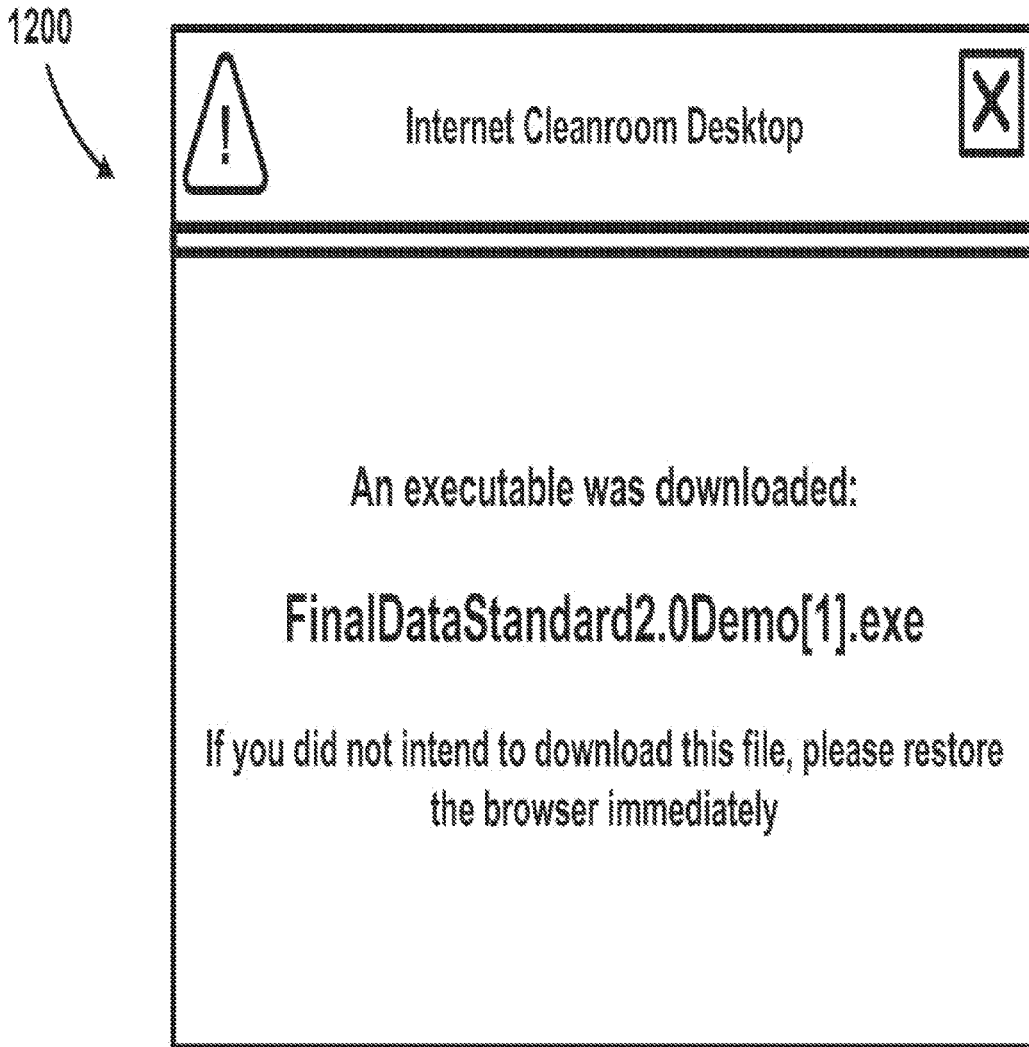 1200
!
Internet Cleanroom Desktop
X
An executable was downloaded:
FinalDataStandard2.0Demo[1].exe
If you did not intend to download this file, please restore
the browser immediately